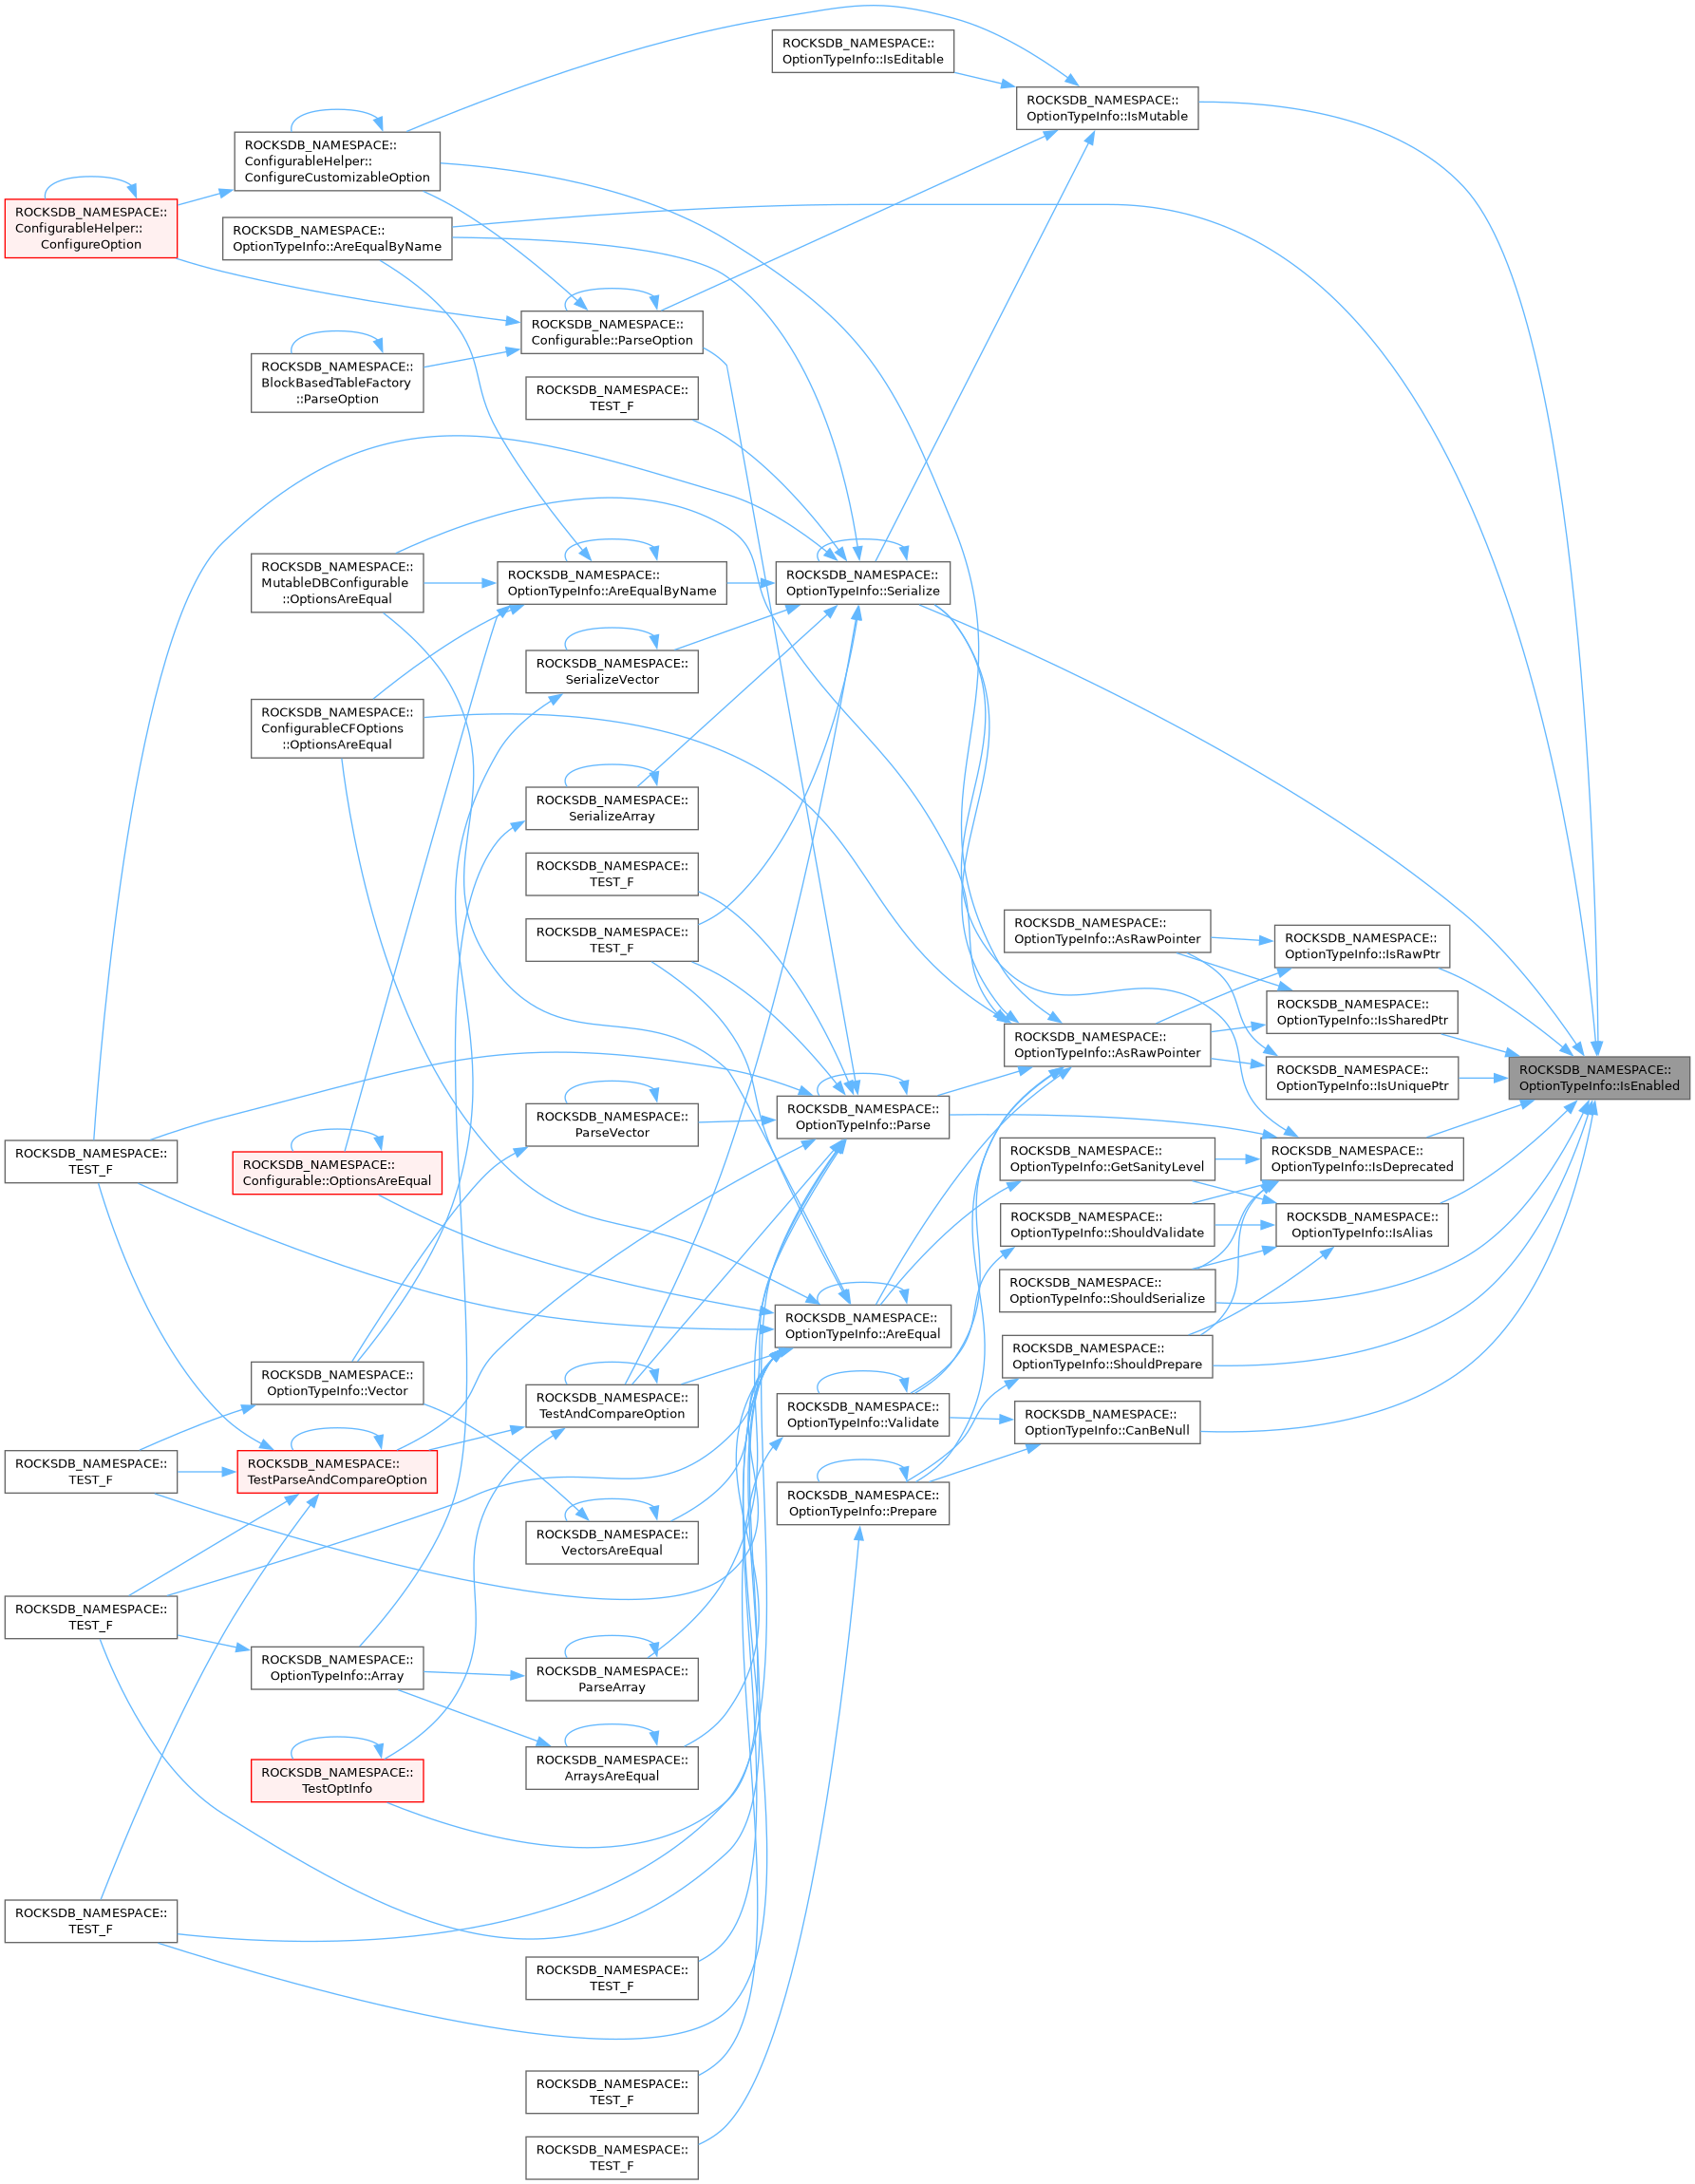 ROCKSDB_NAMESPACE::
OptionTypeInfo::IsEditable
ROCKSDB_NAMESPACE::
OptionTypeInfo::IsMutable
ROCKSDB_NAMESPACE::
ConfigurableHelper::
ConfigureCustomizableOption
ROCKSDB_NAMESPACE::
ConfigurableHelper::
ConfigureOption
ROCKSDB_NAMESPACE::
OptionTypeInfo::AreEqualByName
ROCKSDB_NAMESPACE::
Configurable::ParseOption
ROCKSDB_NAMESPACE::
BlockBasedTableFactory
::ParseOption
ROCKSDB_NAMESPACE::
TEST_F
ROCKSDB_NAMESPACE::
MutableDBConfigurable
::OptionsAreEqual
ROCKSDB_NAMESPACE::
OptionTypeInfo::AreEqualByName
ROCKSDB_NAMESPACE::
OptionTypeInfo::Serialize
ROCKSDB_NAMESPACE::
SerializeVector
ROCKSDB_NAMESPACE::
ConfigurableCFOptions
::OptionsAreEqual
ROCKSDB_NAMESPACE::
SerializeArray
ROCKSDB_NAMESPACE::
TEST_F
ROCKSDB_NAMESPACE::
TEST_F
ROCKSDB_NAMESPACE::
OptionTypeInfo::AsRawPointer
ROCKSDB_NAMESPACE::
OptionTypeInfo::IsRawPtr
ROCKSDB_NAMESPACE::
OptionTypeInfo::IsSharedPtr
ROCKSDB_NAMESPACE::
OptionTypeInfo::AsRawPointer
ROCKSDB_NAMESPACE::
OptionTypeInfo::IsUniquePtr
ROCKSDB_NAMESPACE::
OptionTypeInfo::IsEnabled
ROCKSDB_NAMESPACE::
OptionTypeInfo::Parse
ROCKSDB_NAMESPACE::
ParseVector
ROCKSDB_NAMESPACE::
TEST_F
ROCKSDB_NAMESPACE::
Configurable::OptionsAreEqual
ROCKSDB_NAMESPACE::
OptionTypeInfo::GetSanityLevel
ROCKSDB_NAMESPACE::
OptionTypeInfo::IsDeprecated
ROCKSDB_NAMESPACE::
OptionTypeInfo::ShouldValidate
ROCKSDB_NAMESPACE::
OptionTypeInfo::IsAlias
ROCKSDB_NAMESPACE::
OptionTypeInfo::ShouldSerialize
ROCKSDB_NAMESPACE::
OptionTypeInfo::AreEqual
ROCKSDB_NAMESPACE::
OptionTypeInfo::ShouldPrepare
ROCKSDB_NAMESPACE::
OptionTypeInfo::Vector
ROCKSDB_NAMESPACE::
TestAndCompareOption
ROCKSDB_NAMESPACE::
OptionTypeInfo::Validate
ROCKSDB_NAMESPACE::
OptionTypeInfo::CanBeNull
ROCKSDB_NAMESPACE::
TEST_F
ROCKSDB_NAMESPACE::
TestParseAndCompareOption
ROCKSDB_NAMESPACE::
OptionTypeInfo::Prepare
ROCKSDB_NAMESPACE::
VectorsAreEqual
ROCKSDB_NAMESPACE::
TEST_F
ROCKSDB_NAMESPACE::
OptionTypeInfo::Array
ROCKSDB_NAMESPACE::
ParseArray
ROCKSDB_NAMESPACE::
TestOptInfo
ROCKSDB_NAMESPACE::
ArraysAreEqual
ROCKSDB_NAMESPACE::
TEST_F
ROCKSDB_NAMESPACE::
TEST_F
ROCKSDB_NAMESPACE::
TEST_F
ROCKSDB_NAMESPACE::
TEST_F